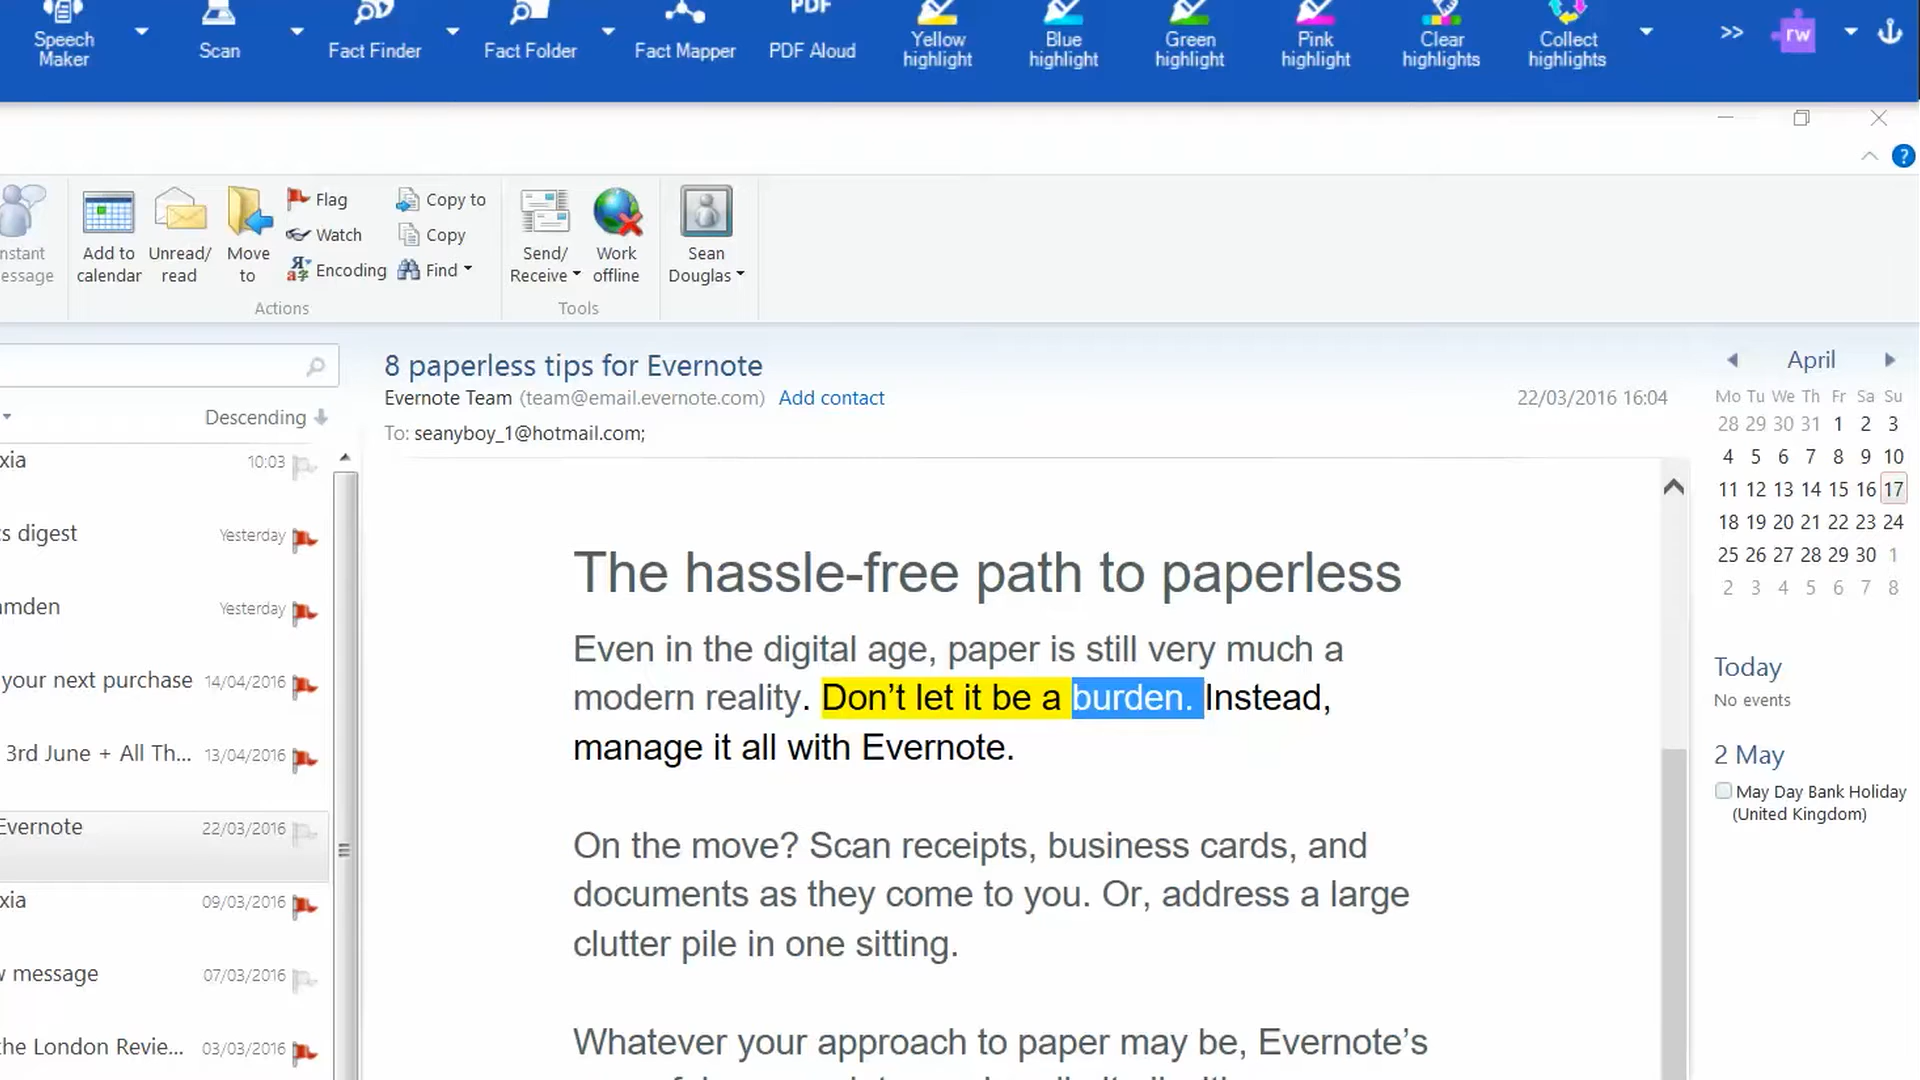 Speech Maker
Scan
Fact Finder
Fact Folder
Fact Mapper
PDF
PDF Aloud
Yellow highlight
Blue highlight
Green highlight
Pink highlight
Clear highlights
Collect highlights
>>
rw
?
nstant
essage
Add to calendar
Unread/ read
Move to
Flag
Watch
Encoding
Copy to
Copy
Find
Actions
Send/ Receive
Work offline
Tools
Sean Douglas
Descending
xia 10:03
s digest Yesterday
amden Yesterday
your next purchase 14/04/2016
3rd June + All Th... 13/04/2016
Evernote 22/03/2016
xia 09/03/2016
w message 07/03/2016
the London Revie... 03/03/2016
8 paperless tips for Evernote
Evernote Team (team@email.evernote.com) Add contact
22/03/2016 16:04
To: seanyboy_1@hotmail.com;
The hassle-free path to paperless
Even in the digital age, paper is still very much a
modern reality. Don’t let it be a burden. Instead,
manage it all with Evernote.
On the move? Scan receipts, business cards, and
documents as they come to you. Or, address a large
clutter pile in one sitting.
Whatever your approach to paper may be, Evernote’s
April
Mo Tu We Th Fr Sa Su
28 29 30 31 1 2 3
4 5 6 7 8 9 10
11 12 13 14 15 16 17
18 19 20 21 22 23 24
25 26 27 28 29 30 1
2 3 4 5 6 7 8
Today
No events
2 May
May Day Bank Holiday
(United Kingdom)